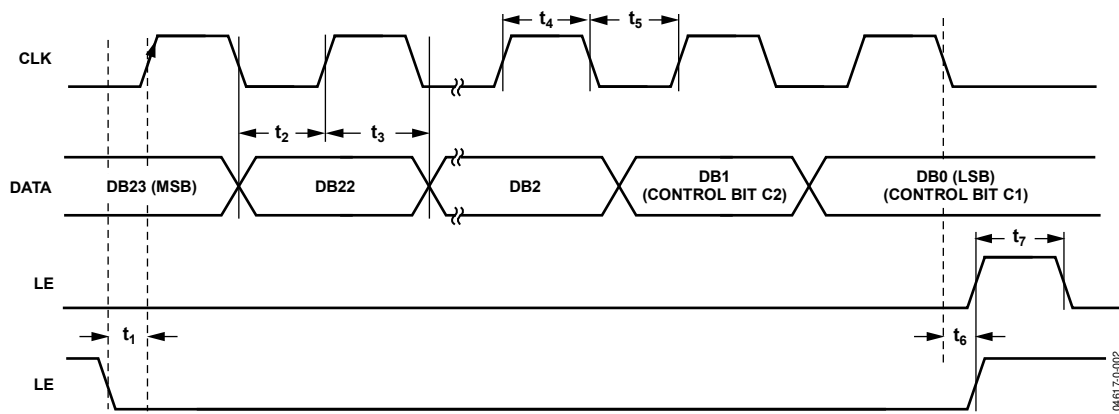 t4 t5
CLK
t2 t3
DATA DB23 (MSB) DB22 DB2 DB1 (CONTROL BIT C2) DB0 (LSB) (CONTROL BIT C1)
t7
LE
t1 t6
LE
04617-0-002